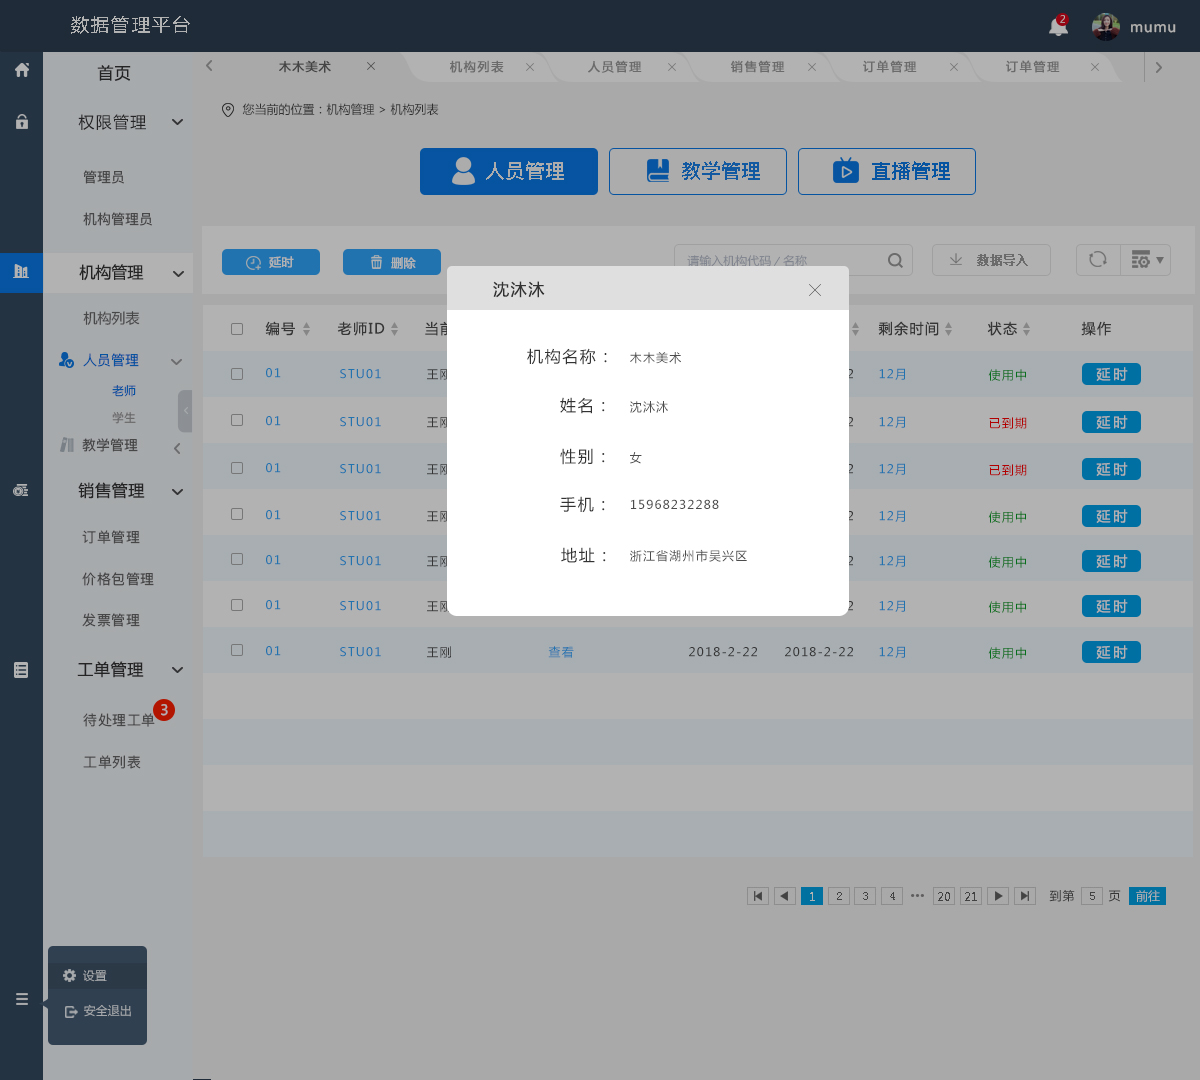 数据管理平台
2
mumu
首页
权限管理
管理员
机构管理员
机构管理
机构列表
人员管理
老师
学生
教学管理
销售管理
订单管理
价格包管理
发票管理
工单管理
待处理工单
3
工单列表
设置
安全退出
木木美术
机构列表
人员管理
销售管理
订单管理
订单管理
您当前的位置：机构管理 > 机构列表
人员管理
教学管理
直播管理
延时
删除
请输入机构代码 / 名称
数据导入
编号 老师ID 当前 剩余时间 状态 操作
01 STU01 王刚 2 12月 使用中 延时
01 STU01 王刚 2 12月 已到期 延时
01 STU01 王刚 2 12月 已到期 延时
01 STU01 王刚 2 12月 使用中 延时
01 STU01 王刚 2 12月 使用中 延时
01 STU01 王刚 2 12月 使用中 延时
01 STU01 王刚 查看 2018-2-22 2018-2-22 12月 使用中 延时
沈沐沐
机构名称： 木木美术
姓名： 沈沐沐
性别： 女
手机： 15968232288
地址： 浙江省湖州市吴兴区
1 2 3 4 ··· 20 21 到第 5 页 前往